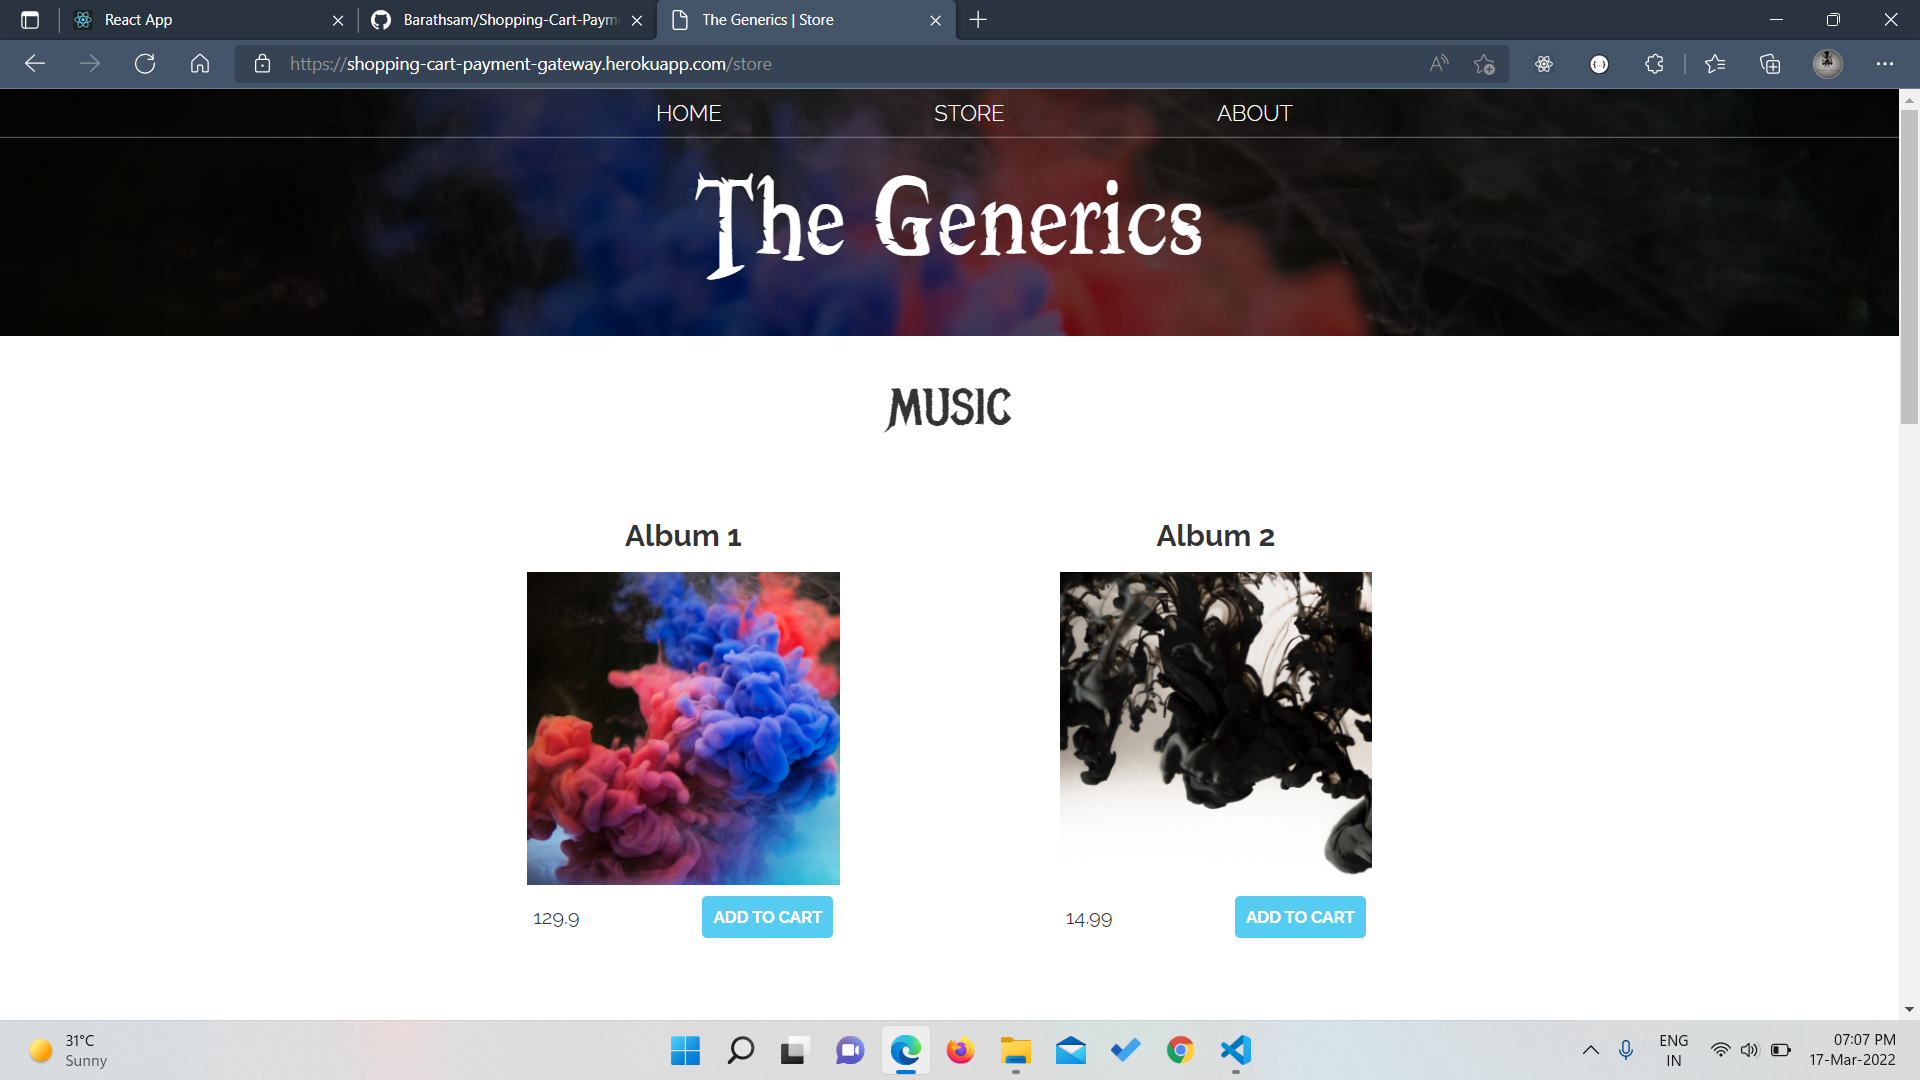 React App
Barathsam/Shopping-Cart-Paym
The Generics | Store
https://shopping-cart-payment-gateway.herokuapp.com/store
HOME
STORE
ABOUT
The Generics
MUSIC
Album 1
Album 2
129.9
ADD TO CART
14.99
ADD TO CART
31°C
Sunny
ENG
IN
07:07 PM
17-Mar-2022